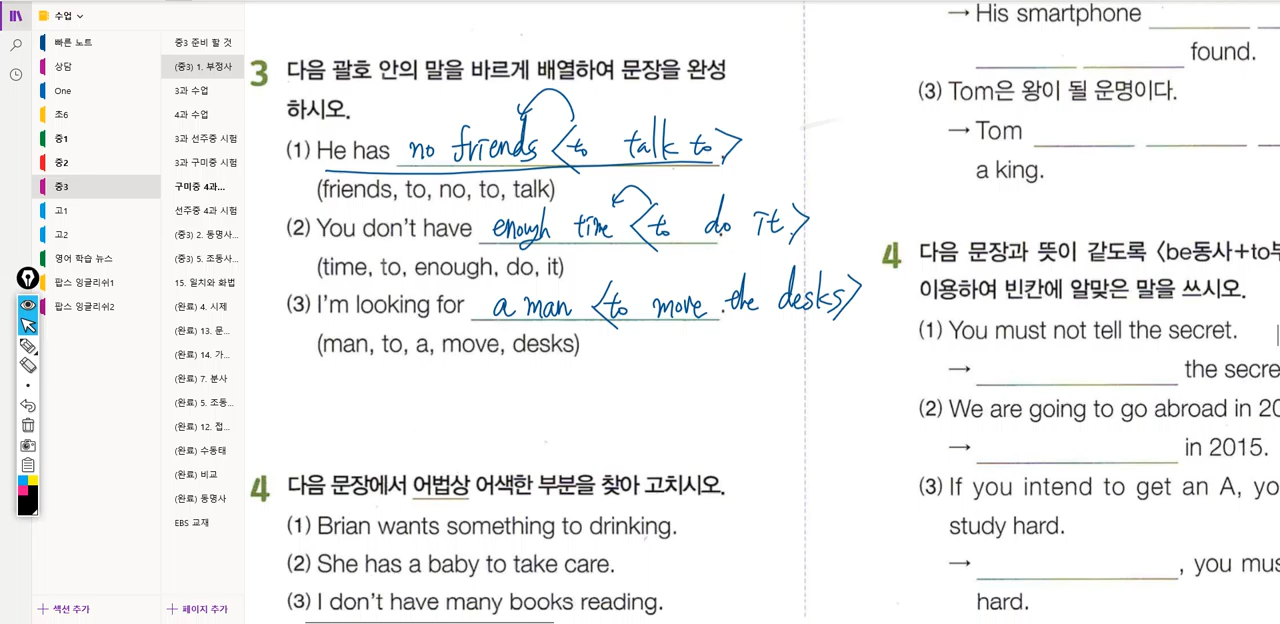 수업
빠른 노트
상담
One
초6
중1
중2
중3
고1
고2
영어 학습 뉴스
팝스 잉글리쉬1
팝스 잉글리쉬2
섹션 추가
중3 준비 할 것
(중3) 1. 부정사
3과 수업
4과 수업
3과 선주중 시험
3과 구미중 시험
구미중 4과...
선주중 4과 시험
(중3) 2. 동명사...
(중3) 5. 조동사...
15. 일치와 화법
(완료) 4. 시제
(완료) 13. 문...
(완료) 14. 가...
(완료) 7. 분사
(완료) 5. 조동...
(완료) 12. 접...
(완료) 수동태
(완료) 비교
(완료) 동명사
EBS 교재
페이지 추가
3 다음 괄호 안의 말을 바르게 배열하여 문장을 완성
하시오.
(1) He has no friends <to talk to>
(friends, to, no, to, talk)
(2) You don't have enough time <to do it.>
(time, to, enough, do, it)
(3) I'm looking for a man <to move the desks>
(man, to, a, move, desks)
4 다음 문장에서 어법상 어색한 부분을 찾아 고치시오.
(1) Brian wants something to drinking.
(2) She has a baby to take care.
(3) I don't have many books reading.
→ His smartphone
found.
(3) Tom은 왕이 될 운명이다.
→ Tom
a king.
4 다음 문장과 뜻이 같도록 <be동사+to부
이용하여 빈칸에 알맞은 말을 쓰시오.
(1) You must not tell the secret.
→ the secre
(2) We are going to go abroad in 20
→ in 2015.
(3) If you intend to get an A, yo
study hard.
→ , you mus
hard.